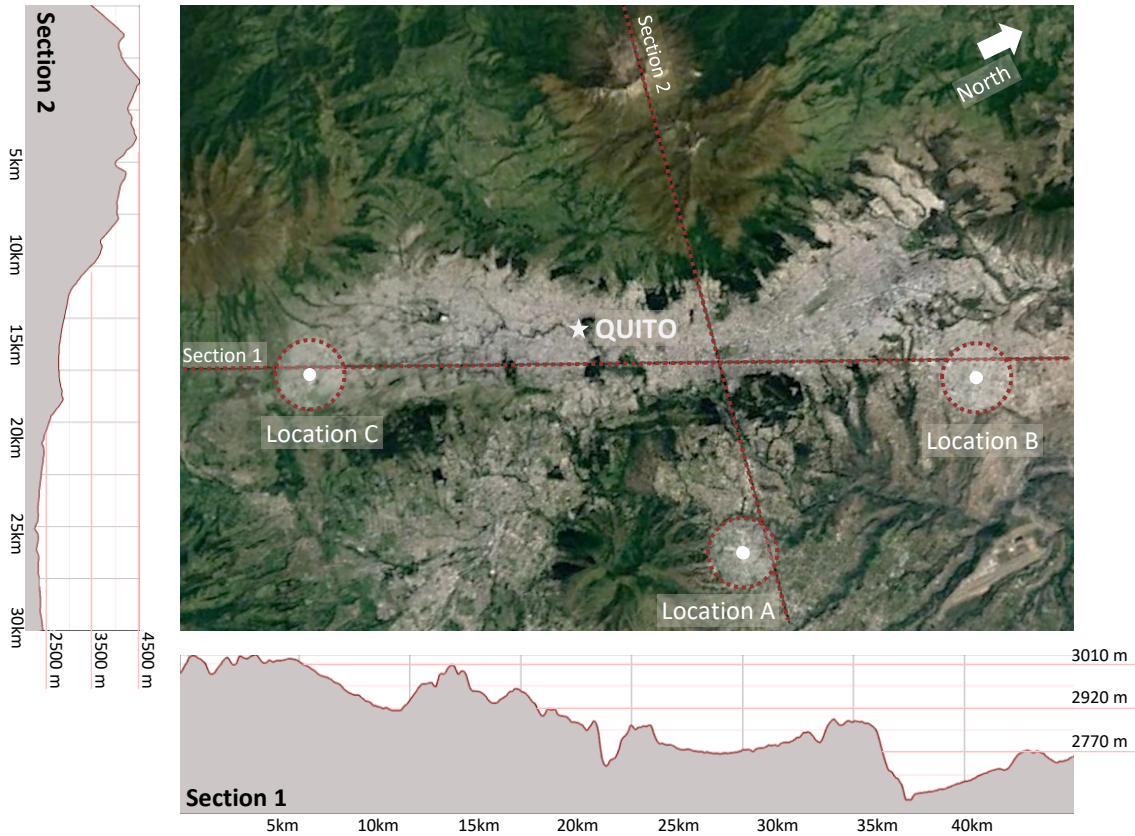 Section 2
5km
10km
15km
20km
25km
30km
2500 m
3500 m
4500 m
Section 2
North
QUITO
Section 1
Location C
Location B
Location A
3010 m
2920 m
2770 m
Section 1
5km
10km
15km
20km
25km
30km
35km
40km